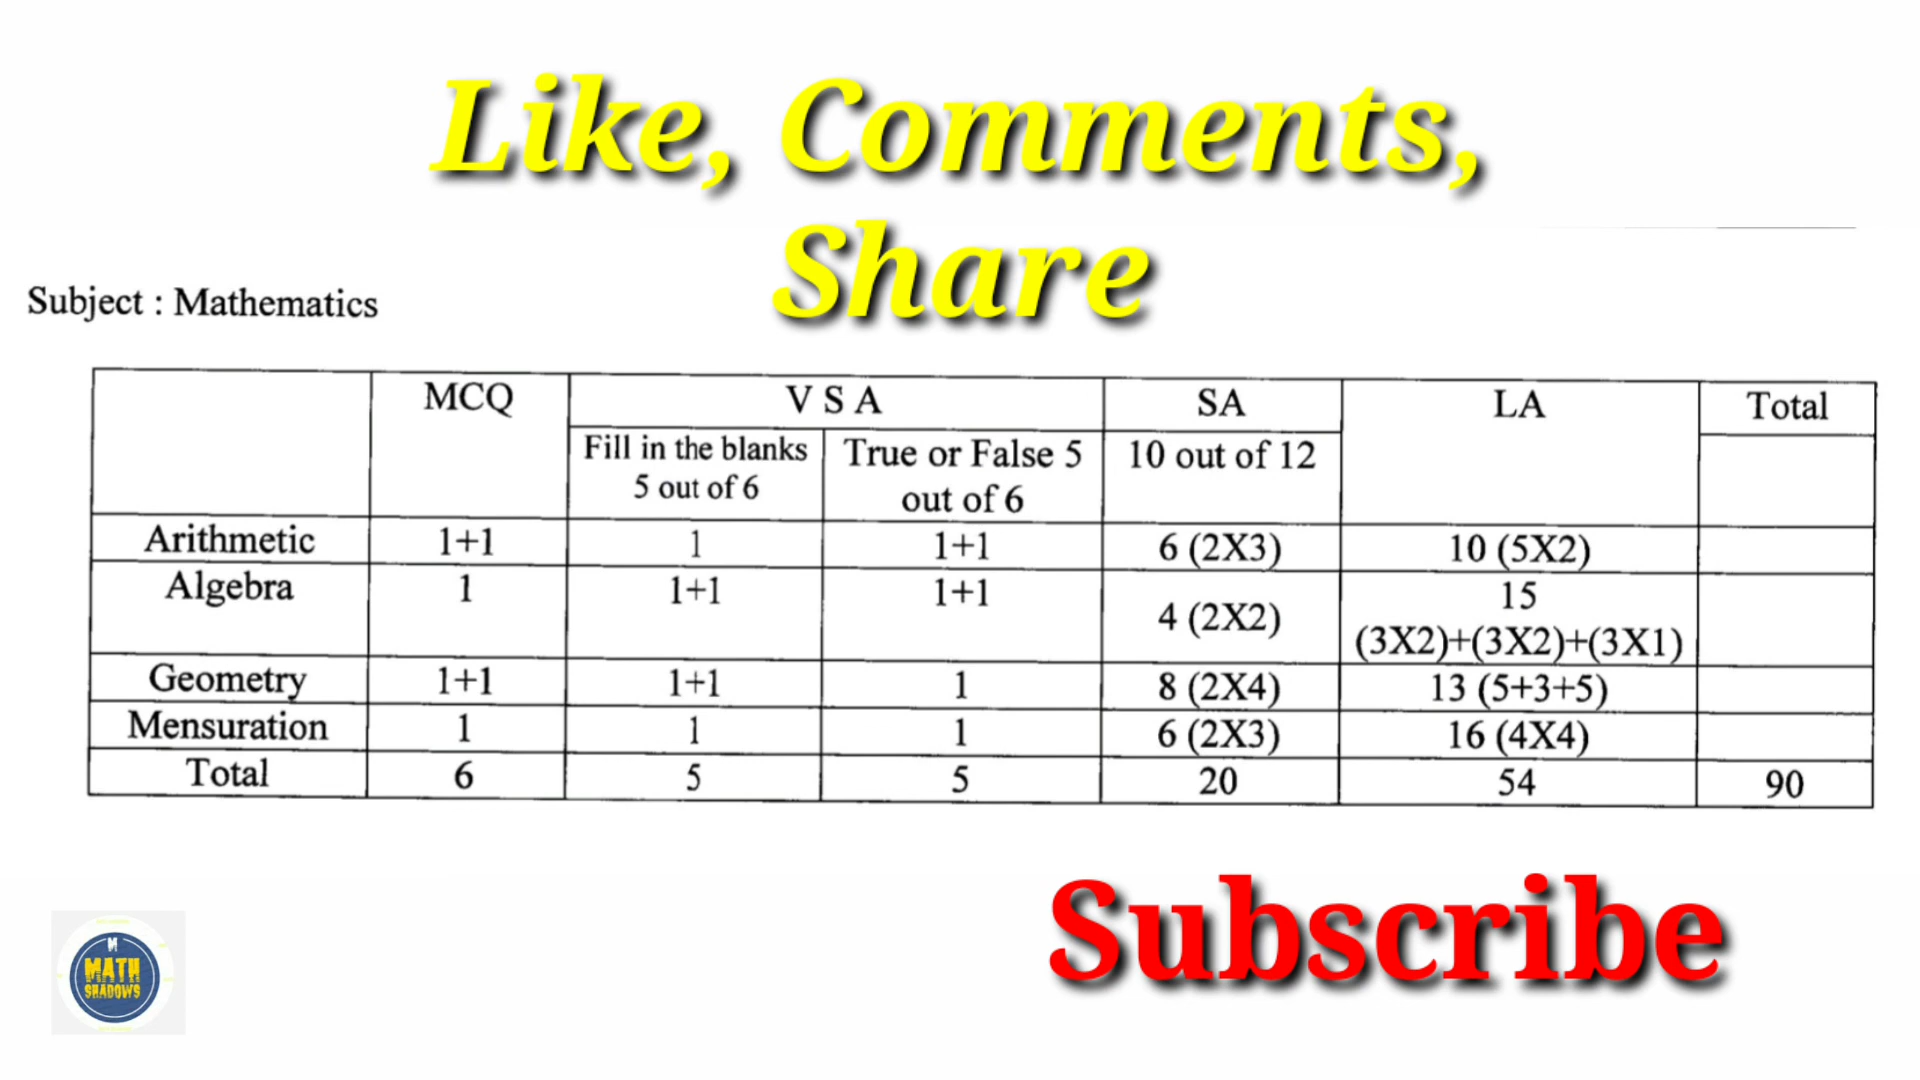 Like, Comments,
Share
Subject : Mathematics
MCQ V S A SA LA Total
Fill in the blanks 5 out of 6 True or False 5 out of 6 10 out of 12
Arithmetic 1+1 1 1+1 6 (2X3) 10 (5X2)
Algebra 1 1+1 1+1 4 (2X2) 15 (3X2)+(3X2)+(3X1)
Geometry 1+1 1+1 1 8 (2X4) 13 (5+3+5)
Mensuration 1 1 1 6 (2X3) 16 (4X4)
Total 6 5 5 20 54 90
Subscribe
M
MATH
SHADOWS